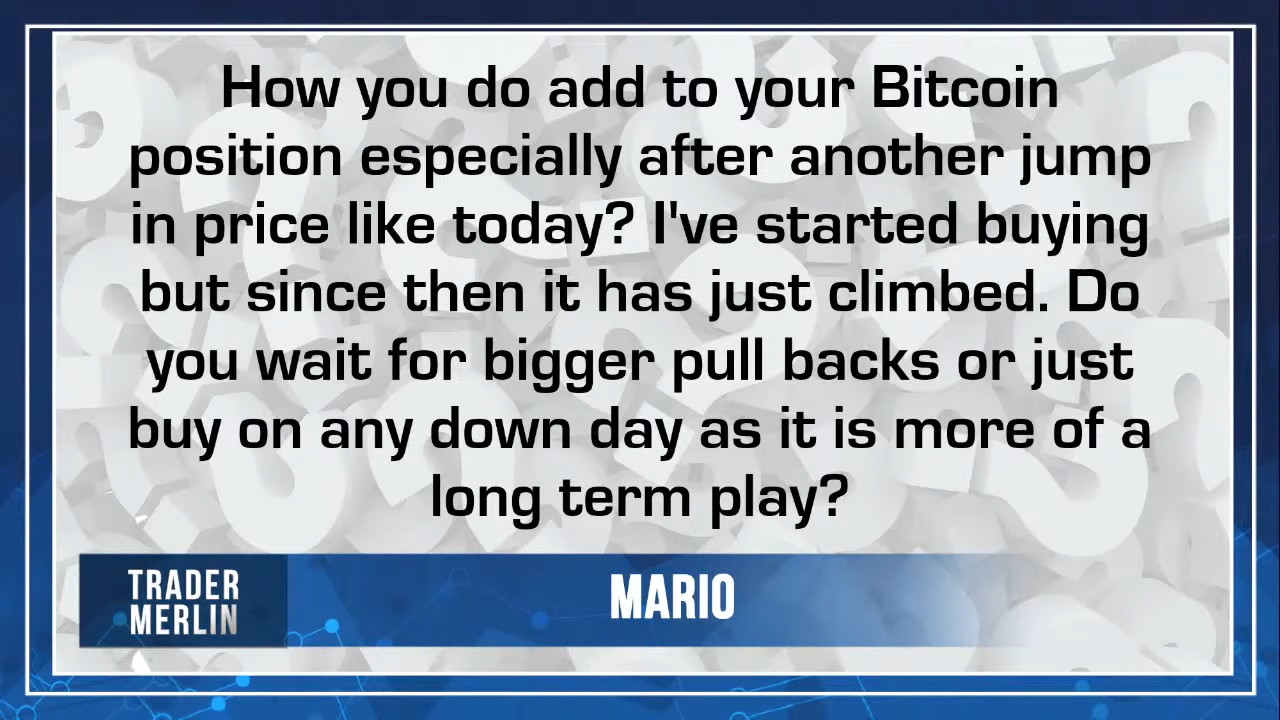 How you do add to your Bitcoin
position especially after another jump
in price like today? I've started buying
but since then it has just climbed. Do
you wait for bigger pull backs or just
buy on any down day as it is more of a
long term play?
TRADER
MERLIN
MARIO